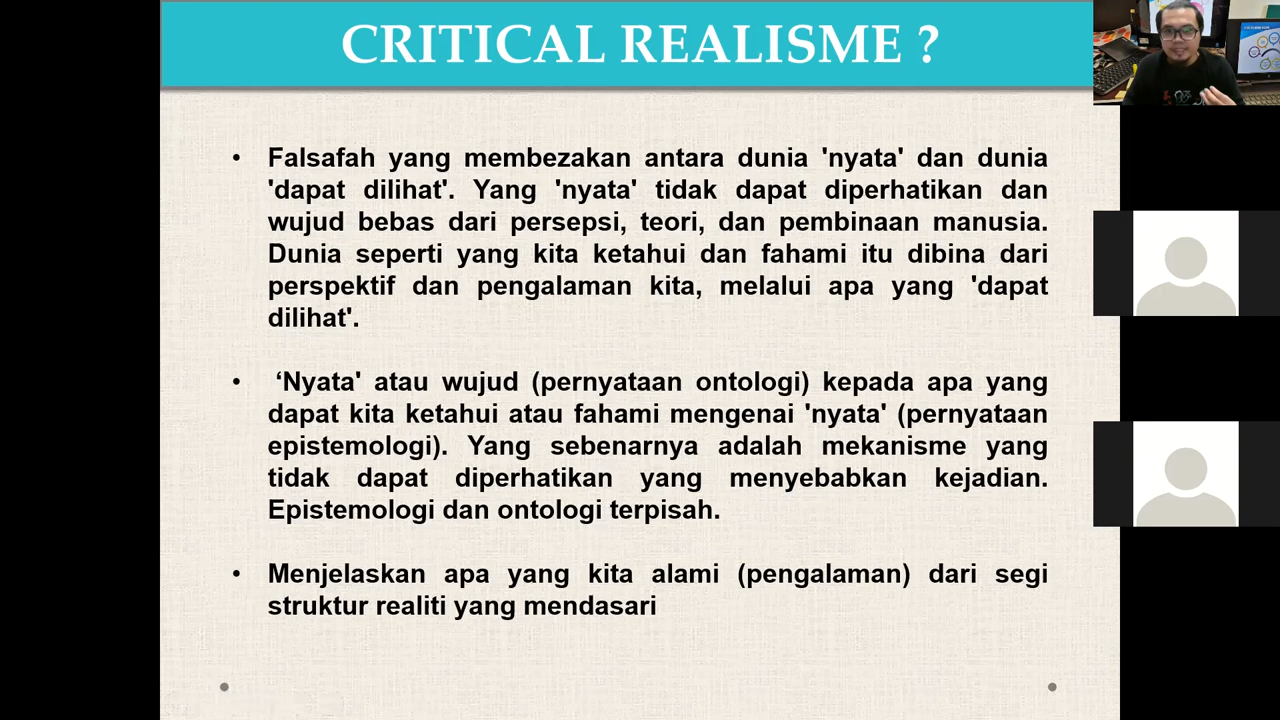 CRITICAL REALISME ?
• Falsafah yang membezakan antara dunia 'nyata' dan dunia
'dapat dilihat'. Yang 'nyata' tidak dapat diperhatikan dan
wujud bebas dari persepsi, teori, dan pembinaan manusia.
Dunia seperti yang kita ketahui dan fahami itu dibina dari
perspektif dan pengalaman kita, melalui apa yang 'dapat
dilihat'.
• ‘Nyata' atau wujud (pernyataan ontologi) kepada apa yang
dapat kita ketahui atau fahami mengenai 'nyata' (pernyataan
epistemologi). Yang sebenarnya adalah mekanisme yang
tidak dapat diperhatikan yang menyebabkan kejadian.
Epistemologi dan ontologi terpisah.
• Menjelaskan apa yang kita alami (pengalaman) dari segi
struktur realiti yang mendasari